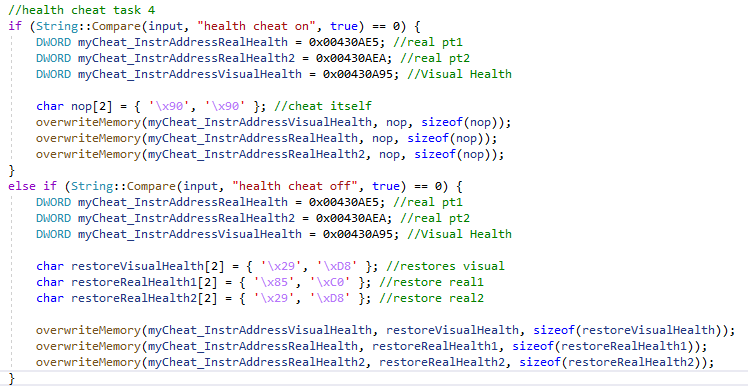 //health cheat task 4
if (String::Compare(input, "health cheat on", true) == 0) {
DWORD myCheat_InstrAddressRealHealth = 0x00430AE5; //real pt1
DWORD myCheat_InstrAddressRealHealth2 = 0x00430AEA; //real pt2
DWORD myCheat_InstrAddressVisualHealth = 0x00430A95; //Visual Health
char nop[2] = { '\x90', '\x90' }; //cheat itself
overwriteMemory(myCheat_InstrAddressVisualHealth, nop, sizeof(nop));
overwriteMemory(myCheat_InstrAddressRealHealth, nop, sizeof(nop));
overwriteMemory(myCheat_InstrAddressRealHealth2, nop, sizeof(nop));
}
else if (String::Compare(input, "health cheat off", true) == 0) {
DWORD myCheat_InstrAddressRealHealth = 0x00430AE5; //real pt1
DWORD myCheat_InstrAddressRealHealth2 = 0x00430AEA; //real pt2
DWORD myCheat_InstrAddressVisualHealth = 0x00430A95; //Visual Health
char restoreVisualHealth[2] = { '\x29', '\xD8' }; //restores visual
char restoreRealHealth1[2] = { '\x85', '\xC0' }; //restore real1
char restoreRealHealth2[2] = { '\x29', '\xD8' }; //restore real2
overwriteMemory(myCheat_InstrAddressVisualHealth, restoreVisualHealth, sizeof(restoreVisualHealth));
overwriteMemory(myCheat_InstrAddressRealHealth, restoreRealHealth1, sizeof(restoreRealHealth1));
overwriteMemory(myCheat_InstrAddressRealHealth2, restoreRealHealth2, sizeof(restoreRealHealth2));
}